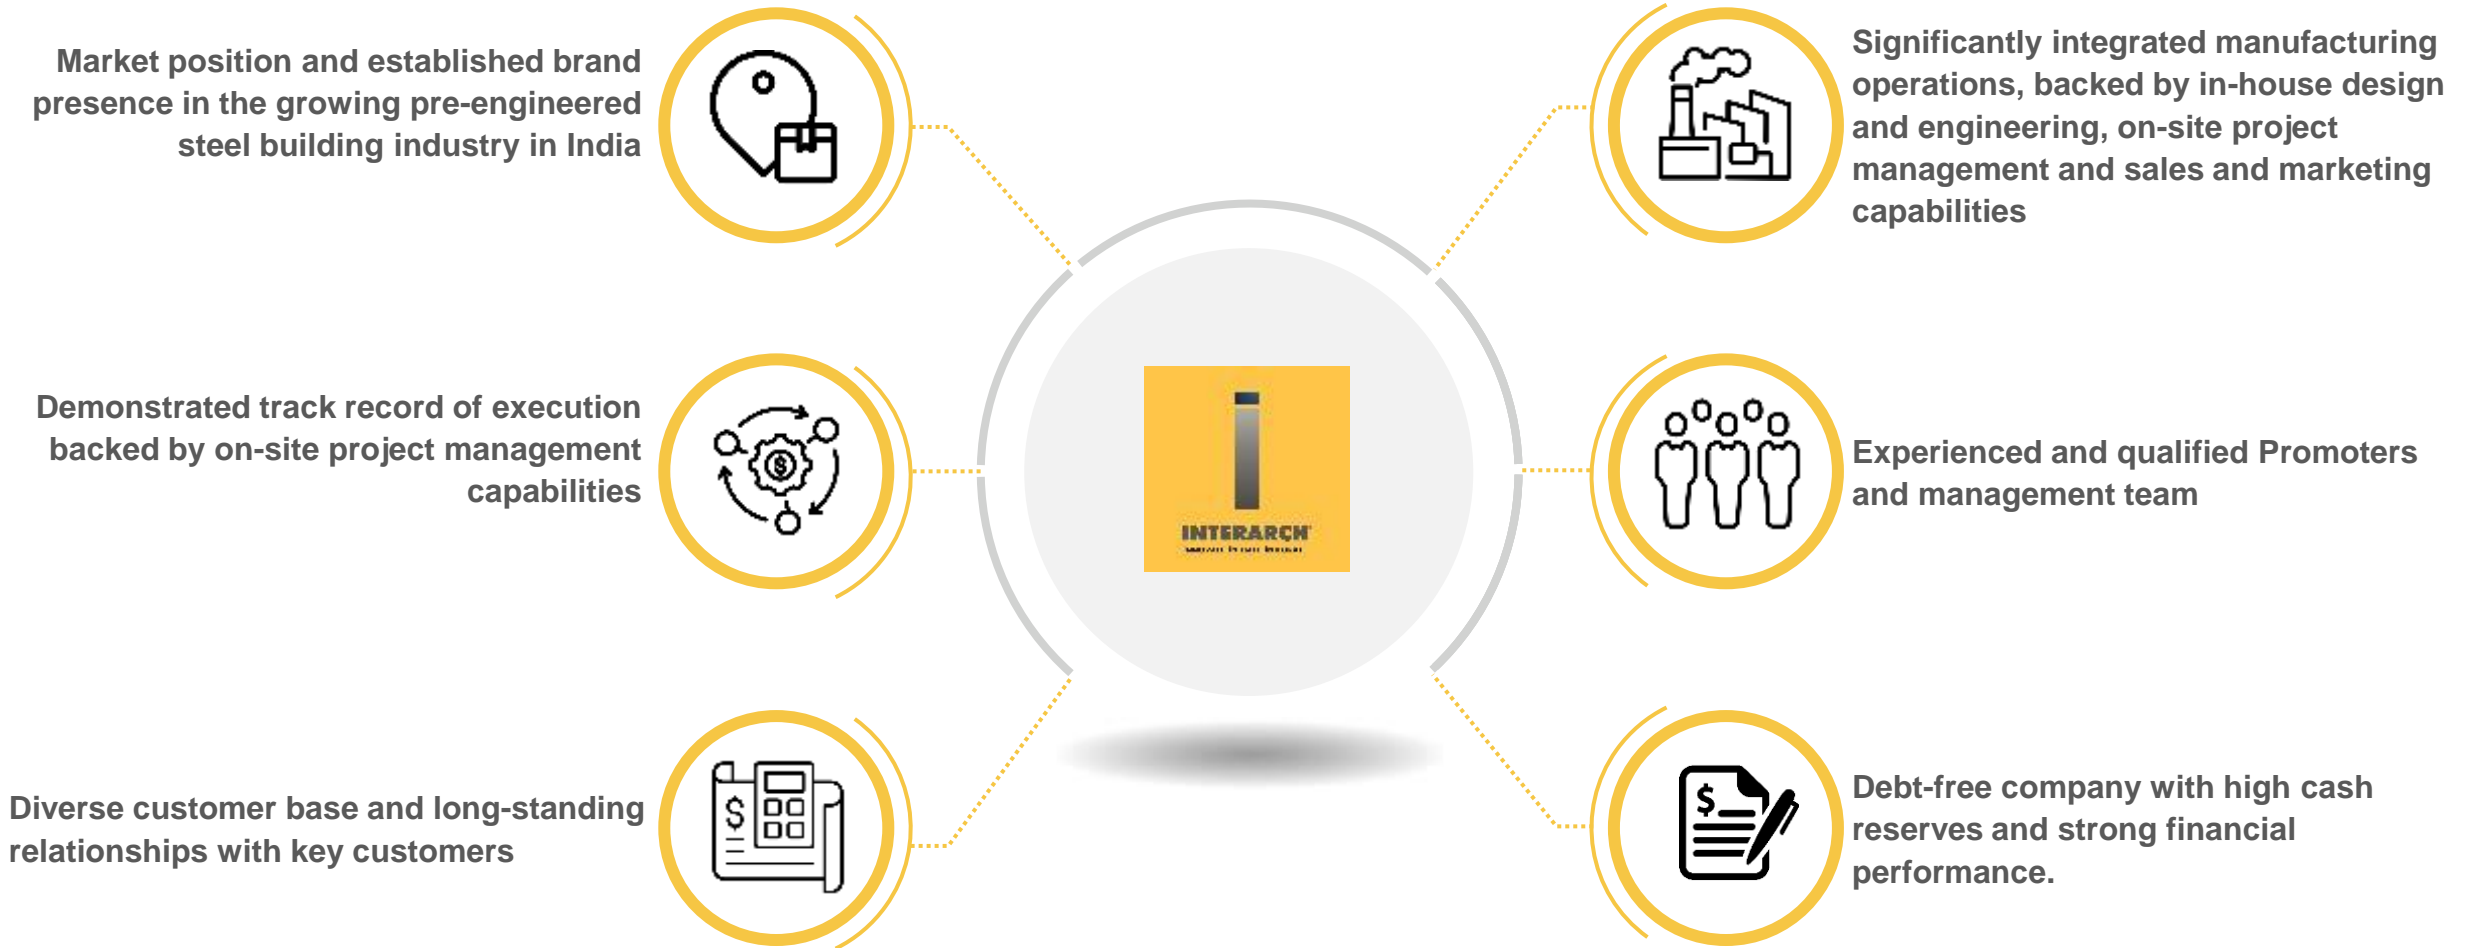 Market position and established brand
presence in the growing pre-engineered
steel building industry in India
Demonstrated track record of execution
backed by on-site project management
capabilities
Diverse customer base and long-standing
relationships with key customers
INTERARCH
Significantly integrated manufacturing
operations, backed by in-house design
and engineering, on-site project
management and sales and marketing
capabilities
Experienced and qualified Promoters
and management team
Debt-free company with high cash
reserves and strong financial
performance.